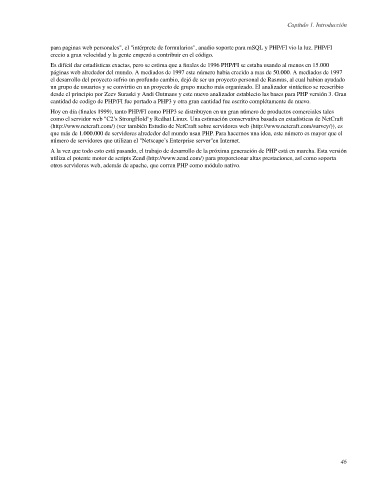 Capítulo 1. Introducción
para paginas web personales", el "intérprete de formularios", anadio soporte para mSQL y PHP/FI vio la luz. PHP/FI
crecio a gran velocidad y la gente empezó a contribuir en el código.
Es dificil dar estadísticas exactas, pero se estima que a finales de 1996 PHP/FI se estaba usando al menos en 15.000
páginas web alrededor del mundo. A mediados de 1997 este número había crecido a mas de 50.000. A mediados de 1997
el desarrollo del proyecto sufrio un profundo cambio, dejó de ser un proyecto personal de Rasmus, al cual habian ayudado
un grupo de usuarios y se convirtio en un proyecto de grupo mucho más organizado. El analizador sintáctico se reescribio
desde el principio por Zeev Suraski y Andi Gutmans y este nuevo analizador establecio las bases para PHP versión 3. Gran
cantidad de codigo de PHP/FI fue portado a PHP3 y otra gran cantidad fue escrito completamente de nuevo.
Hoy en dia (finales 1999), tanto PHP/FI como PHP3 se distribuyen en un gran número de productos comerciales tales
como el servidor web "C2's StrongHold" y Redhat Linux. Una estimación conservativa basada en estadísticas de NetCraft
(http://www.netcraft.com/) (ver también Estudio de NetCraft sobre servidores web (http://www.netcraft.com/survey/)), es
que más de 1.000.000 de servidores alrededor del mundo usan PHP. Para hacernos una idea, este número es mayor que el
número de servidores que utilizan el "Netscape's Enterprise server"en Internet.
A la vez que todo esto está pasando, el trabajo de desarrollo de la próxima generación de PHP está en marcha. Esta versión
utiliza el potente motor de scripts Zend (http://www.zend.com/) para proporcionar altas prestaciones, así como soporta
otros servidores web, además de apache, que corren PHP como módulo nativo.
46